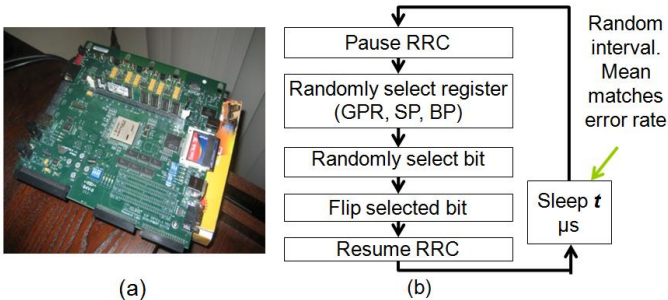 Pause RRC
Randomly select register
(GPR, SP, BP)
Randomly select bit
Flip selected bit
Resume RRC
Sleep t
µs
Random
interval.
Mean
matches
error rate
(a)
(b)